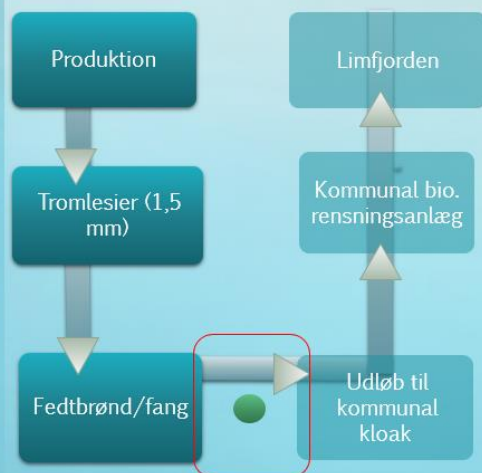 Produktion
Tromlesier (1,5
mm)
Fedtbrønd/fang
Udløb til
kommunal
kloak
Kommunal bio.
rensningsanlæg
Limfjorden